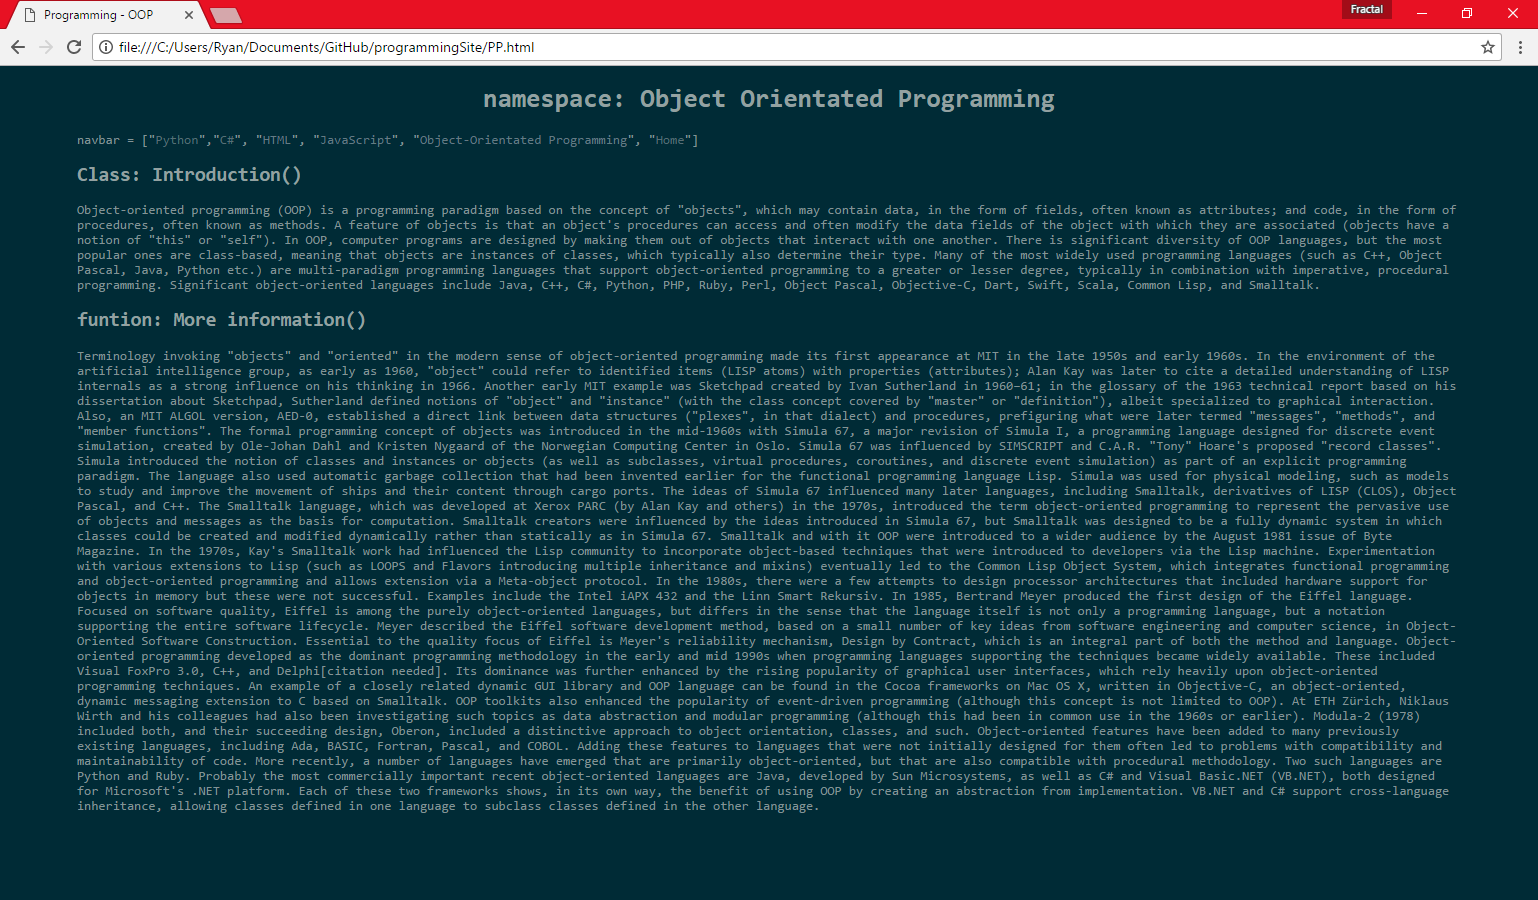 Programming - OOP
Fractal
file:///C:/Users/Ryan/Documents/GitHub/programmingSite/PP.html
namespace: Object Orientated Programming
navbar = ["Python","C#", "HTML", "JavaScript", "Object-Orientated Programming", "Home"]
Class: Introduction()
Object-oriented programming (OOP) is a programming paradigm based on the concept of "objects", which may contain data, in the form of fields, often known as attributes; and code, in the form of
procedures, often known as methods. A feature of objects is that an object's procedures can access and often modify the data fields of the object with which they are associated (objects have a
notion of "this" or "self"). In OOP, computer programs are designed by making them out of objects that interact with one another. There is significant diversity of OOP languages, but the most
popular ones are class-based, meaning that objects are instances of classes, which typically also determine their type. Many of the most widely used programming languages (such as C++, Object
Pascal, Java, Python etc.) are multi-paradigm programming languages that support object-oriented programming to a greater or lesser degree, typically in combination with imperative, procedural
programming. Significant object-oriented languages include Java, C++, C#, Python, PHP, Ruby, Perl, Object Pascal, Objective-C, Dart, Swift, Scala, Common Lisp, and Smalltalk.
funtion: More information()
Terminology invoking "objects" and "oriented" in the modern sense of object-oriented programming made its first appearance at MIT in the late 1950s and early 1960s. In the environment of the
artificial intelligence group, as early as 1960, "object" could refer to identified items (LISP atoms) with properties (attributes); Alan Kay was later to cite a detailed understanding of LISP
internals as a strong influence on his thinking in 1966. Another early MIT example was Sketchpad created by Ivan Sutherland in 1960–61; in the glossary of the 1963 technical report based on his
dissertation about Sketchpad, Sutherland defined notions of "object" and "instance" (with the class concept covered by "master" or "definition"), albeit specialized to graphical interaction.
Also, an MIT ALGOL version, AED-0, established a direct link between data structures ("plexes", in that dialect) and procedures, prefiguring what were later termed "messages", "methods", and
"member functions". The formal programming concept of objects was introduced in the mid-1960s with Simula 67, a major revision of Simula I, a programming language designed for discrete event
simulation, created by Ole-Johan Dahl and Kristen Nygaard of the Norwegian Computing Center in Oslo. Simula 67 was influenced by SIMSCRIPT and C.A.R. "Tony" Hoare's proposed "record classes".
Simula introduced the notion of classes and instances or objects (as well as subclasses, virtual procedures, coroutines, and discrete event simulation) as part of an explicit programming
paradigm. The language also used automatic garbage collection that had been invented earlier for the functional programming language Lisp. Simula was used for physical modeling, such as models
to study and improve the movement of ships and their content through cargo ports. The ideas of Simula 67 influenced many later languages, including Smalltalk, derivatives of LISP (CLOS), Object
Pascal, and C++. The Smalltalk language, which was developed at Xerox PARC (by Alan Kay and others) in the 1970s, introduced the term object-oriented programming to represent the pervasive use
of objects and messages as the basis for computation. Smalltalk creators were influenced by the ideas introduced in Simula 67, but Smalltalk was designed to be a fully dynamic system in which
classes could be created and modified dynamically rather than statically as in Simula 67. Smalltalk and with it OOP were introduced to a wider audience by the August 1981 issue of Byte
Magazine. In the 1970s, Kay's Smalltalk work had influenced the Lisp community to incorporate object-based techniques that were introduced to developers via the Lisp machine. Experimentation
with various extensions to Lisp (such as LOOPS and Flavors introducing multiple inheritance and mixins) eventually led to the Common Lisp Object System, which integrates functional programming
and object-oriented programming and allows extension via a Meta-object protocol. In the 1980s, there were a few attempts to design processor architectures that included hardware support for
objects in memory but these were not successful. Examples include the Intel iAPX 432 and the Linn Smart Rekursiv. In 1985, Bertrand Meyer produced the first design of the Eiffel language.
Focused on software quality, Eiffel is among the purely object-oriented languages, but differs in the sense that the language itself is not only a programming language, but a notation
supporting the entire software lifecycle. Meyer described the Eiffel software development method, based on a small number of key ideas from software engineering and computer science, in Object-
Oriented Software Construction. Essential to the quality focus of Eiffel is Meyer's reliability mechanism, Design by Contract, which is an integral part of both the method and language. Object-
oriented programming developed as the dominant programming methodology in the early and mid 1990s when programming languages supporting the techniques became widely available. These included
Visual FoxPro 3.0, C++, and Delphi[citation needed]. Its dominance was further enhanced by the rising popularity of graphical user interfaces, which rely heavily upon object-oriented
programming techniques. An example of a closely related dynamic GUI library and OOP language can be found in the Cocoa frameworks on Mac OS X, written in Objective-C, an object-oriented,
dynamic messaging extension to C based on Smalltalk. OOP toolkits also enhanced the popularity of event-driven programming (although this concept is not limited to OOP). At ETH Zürich, Niklaus
Wirth and his colleagues had also been investigating such topics as data abstraction and modular programming (although this had been in common use in the 1960s or earlier). Modula-2 (1978)
included both, and their succeeding design, Oberon, included a distinctive approach to object orientation, classes, and such. Object-oriented features have been added to many previously
existing languages, including Ada, BASIC, Fortran, Pascal, and COBOL. Adding these features to languages that were not initially designed for them often led to problems with compatibility and
maintainability of code. More recently, a number of languages have emerged that are primarily object-oriented, but that are also compatible with procedural methodology. Two such languages are
Python and Ruby. Probably the most commercially important recent object-oriented languages are Java, developed by Sun Microsystems, as well as C# and Visual Basic.NET (VB.NET), both designed
for Microsoft's .NET platform. Each of these two frameworks shows, in its own way, the benefit of using OOP by creating an abstraction from implementation. VB.NET and C# support cross-language
inheritance, allowing classes defined in one language to subclass classes defined in the other language.